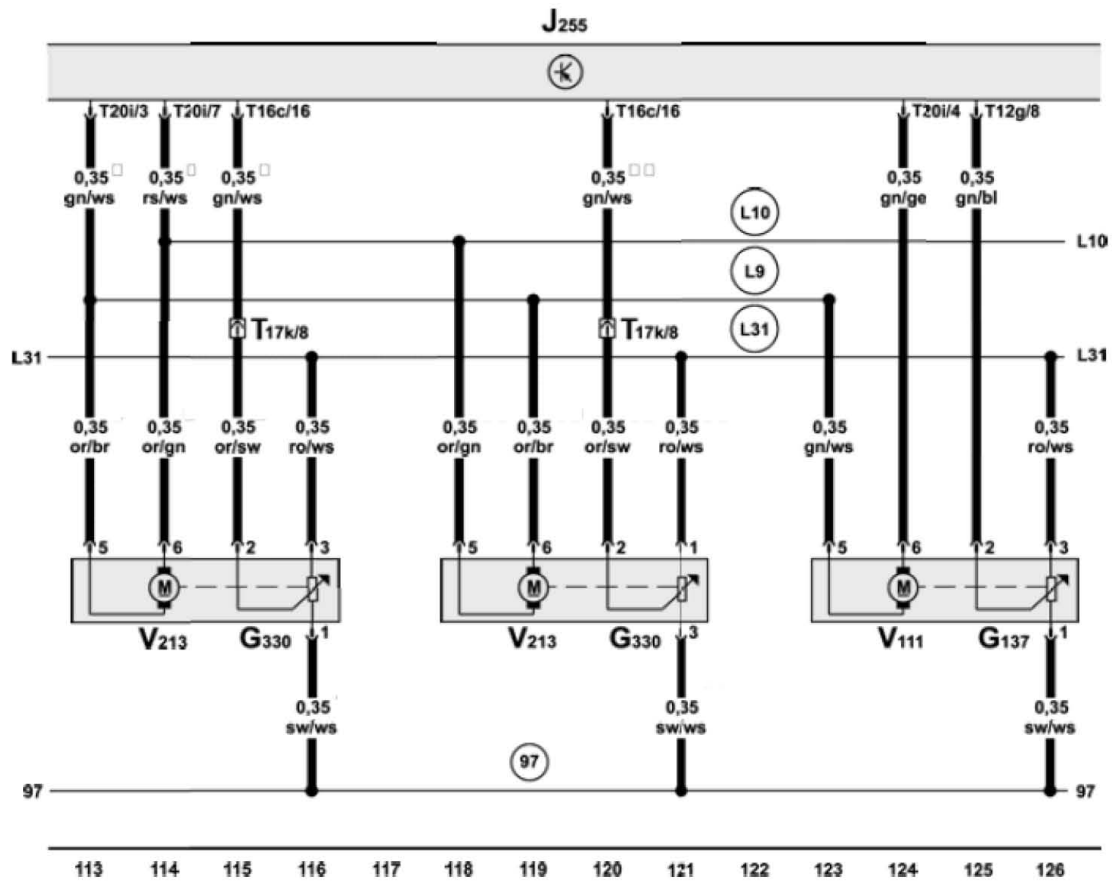 J255
T20i/3 T20i/7 T16c/16 T16c/16 T20i/4 T12g/8
0,35 0,35 0,35 0,35 0,35 0,35
gn/ws rs/ws gn/ws gn/ws gn/ge gn/bl
L10
L10
L9
T17k/8 T17k/8 L31
L31 L31
0,35 0,35 0,35 0,35 0,35 0,35 0,35 0,35 0,35 0,35
or/br or/gn or/sw ro/ws or/gn or/br or/sw ro/ws gn/ws ro/ws
5 6 2 3 5 6 2 1 5 6 2 3
M M M
V213 G330 1 V213 G330 3 V111 G137 1
0,35 0,35 0,35
sw/ws sw/ws sw/ws
97
97 97
113 114 115 116 117 118 119 120 121 122 123 124 125 126